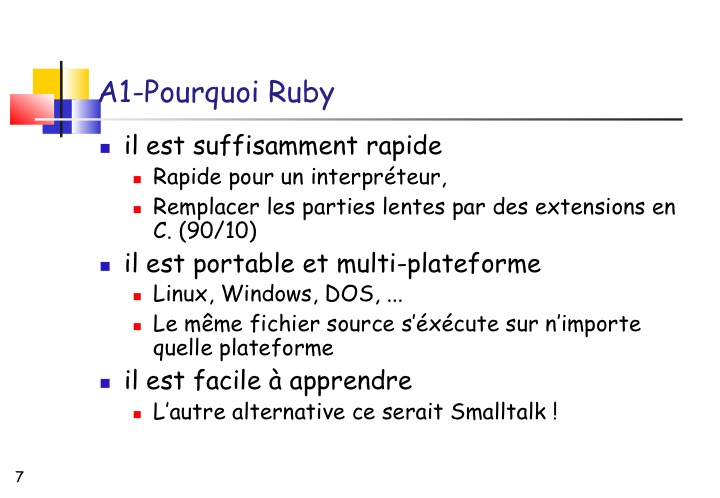 A1-Pourquoi Ruby
il est suffisamment rapide
Rapide pour un interpréteur,
Remplacer les parties lentes par des extensions en
C. (90/10)
il est portable et multi-plateforme
Linux, Windows, DOS, ...
Le même fichier source s’éxécute sur n’importe
quelle plateforme
il est facile à apprendre
L’autre alternative ce serait Smalltalk !
7